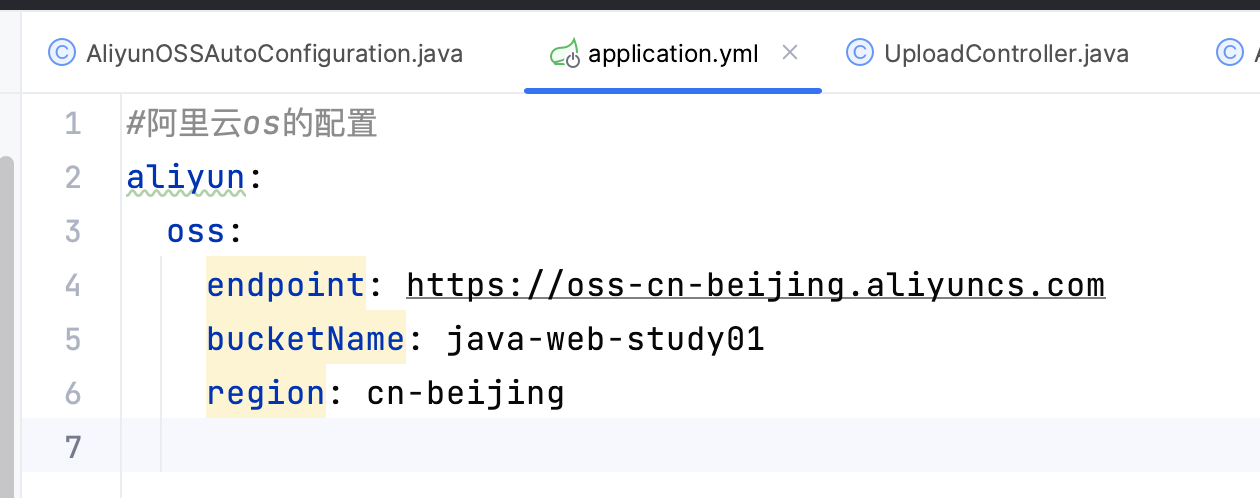 AliyunOSSAutoConfiguration.java application.yml UploadController.java
1 #阿里云os的配置
2 aliyun:
3 oss:
4 endpoint: https://oss-cn-beijing.aliyuncs.com
5 bucketName: java-web-study01
6 region: cn-beijing
7